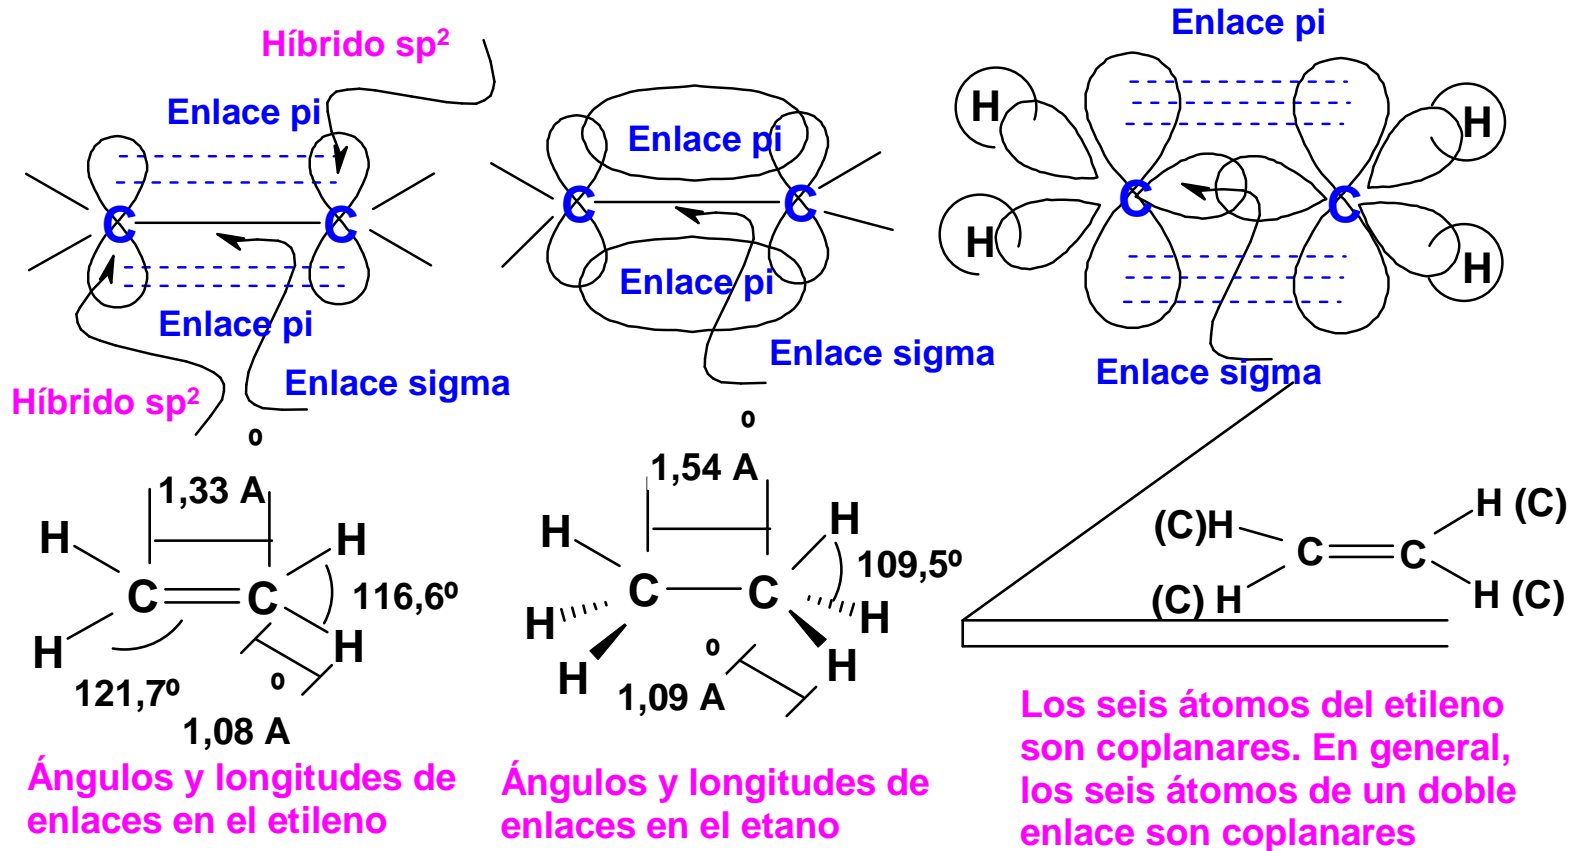 Híbrido sp²
Enlace pi
C C
Enlace pi
Híbrido sp²
Enlace sigma
Enlace pi
C C
Enlace pi
Enlace sigma
Enlace pi
H H
C C
H H
Enlace sigma
º
1,33 A
H H
C C
116,6º
H H
121,7º
º
1,08 A
Ángulos y longitudes de
enlaces en el etileno
º
1,54 A
H H
109,5º
C C
H H
H H
º
1,09 A
Ángulos y longitudes de
enlaces en el etano
(C)H H (C)
C C
(C) H H (C)
Los seis átomos del etileno
son coplanares. En general,
los seis átomos de un doble
enlace son coplanares